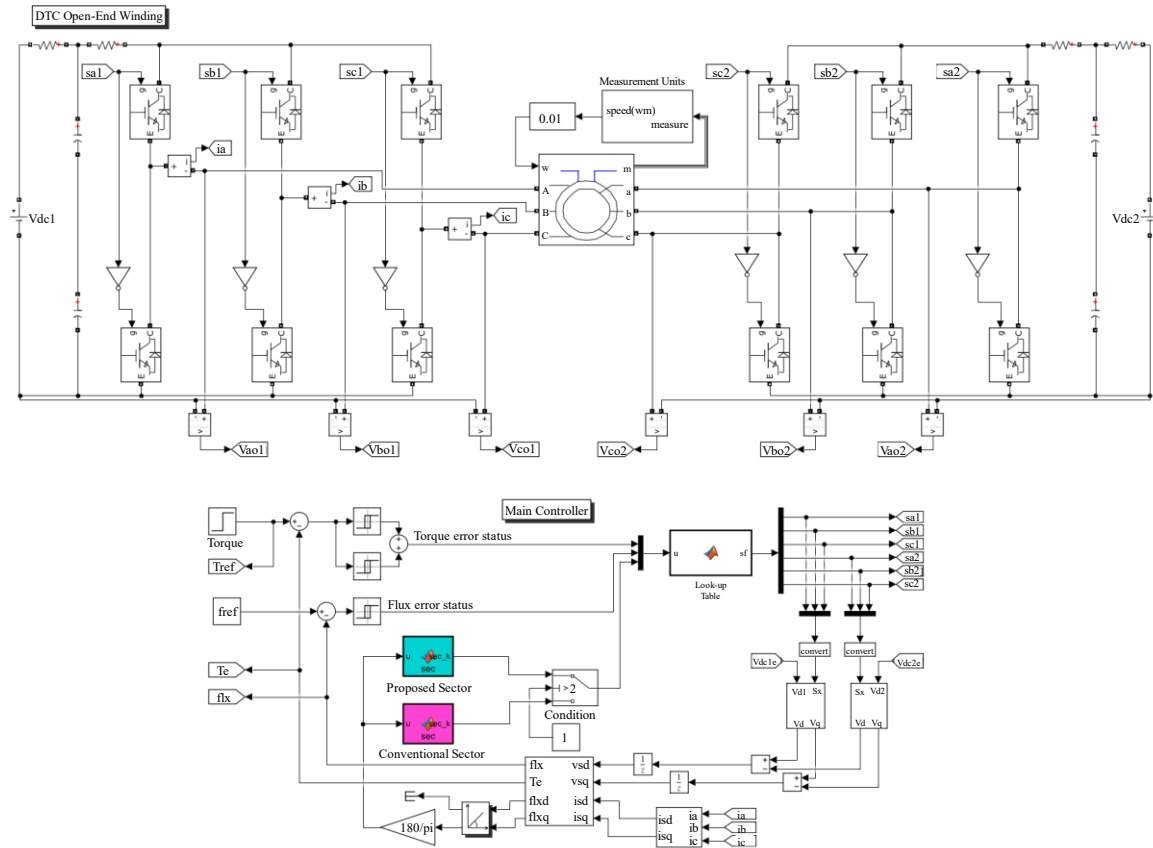 DTC Open-End Winding
sa1
sb1
sc1
sc2
sb2
sa2
g
C
g
C
g
C
g
C
g
C
g
C
E
E
E
E
E
E
Measurement Units
speed(wm)
measure
0.01
ia
ib
ic
+
-
i
+
-
i
+
-
i
w
m
A
a
B
b
C
c
Vdc1
Vdc2
g
C
g
C
g
C
g
C
g
C
g
C
E
E
E
E
E
E
Vao1
Vbo1
Vco1
Vco2
Vbo2
Vao2
Main Controller
Torque
Tref
Torque error status
fref
Flux error status
u
sf
Look-up
Table
sa1
sb1
sc1
sa2
sb2
sc2
convert
convert
Vdc1e
Vdc2e
Vd1
Sx
Vd
Vq
Sx
Vd2
Vd
Vq
Te
flx
u
sec_k
sec
Proposed Sector
u
sec_k
sec
Conventional Sector
> 2
Condition
1
flx
Te
flxd
flxq
vsd
vsq
isd
isq
1
z
1
z
+
-
+
-
180/pi
isd
isq
ia
ib
ic
ia
ib
ic